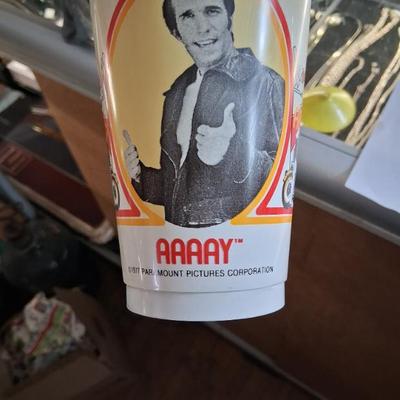 AAAAY™
©1977 PARAMOUNT PICTURES CORPORATION